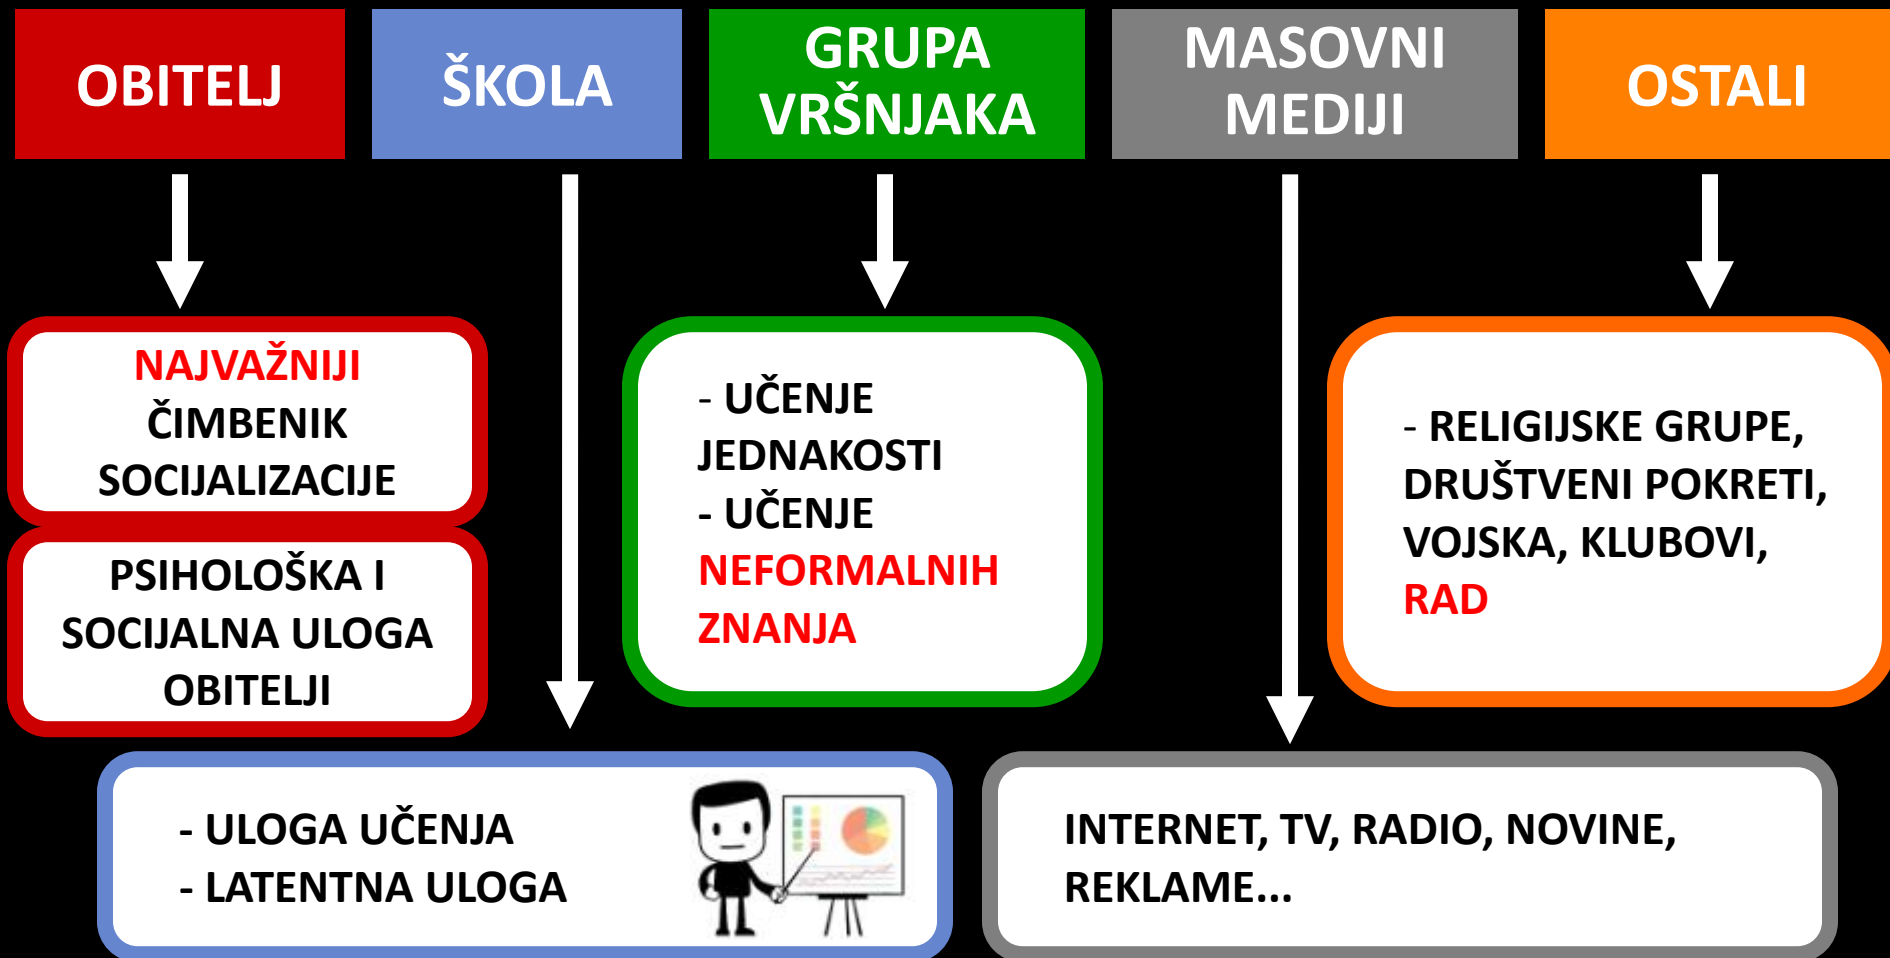 OBITELJ
ŠKOLA
GRUPA
VRŠNJAKA
MASOVNI
MEDIJI
OSTALI
NAJVAŽNIJI
ČIMBENIK
SOCIJALIZACIJE
PSIHOLOŠKA I
SOCIJALNA ULOGA
OBITELJI
- UČENJE
JEDNAKOSTI
- UČENJE
NEFORMALNIH
ZNANJA
- RELIGIJSKE GRUPE,
DRUŠTVENI POKRETI,
VOJSKA, KLUBOVI,
RAD
- ULOGA UČENJA
- LATENTNA ULOGA
INTERNET, TV, RADIO, NOVINE,
REKLAME...